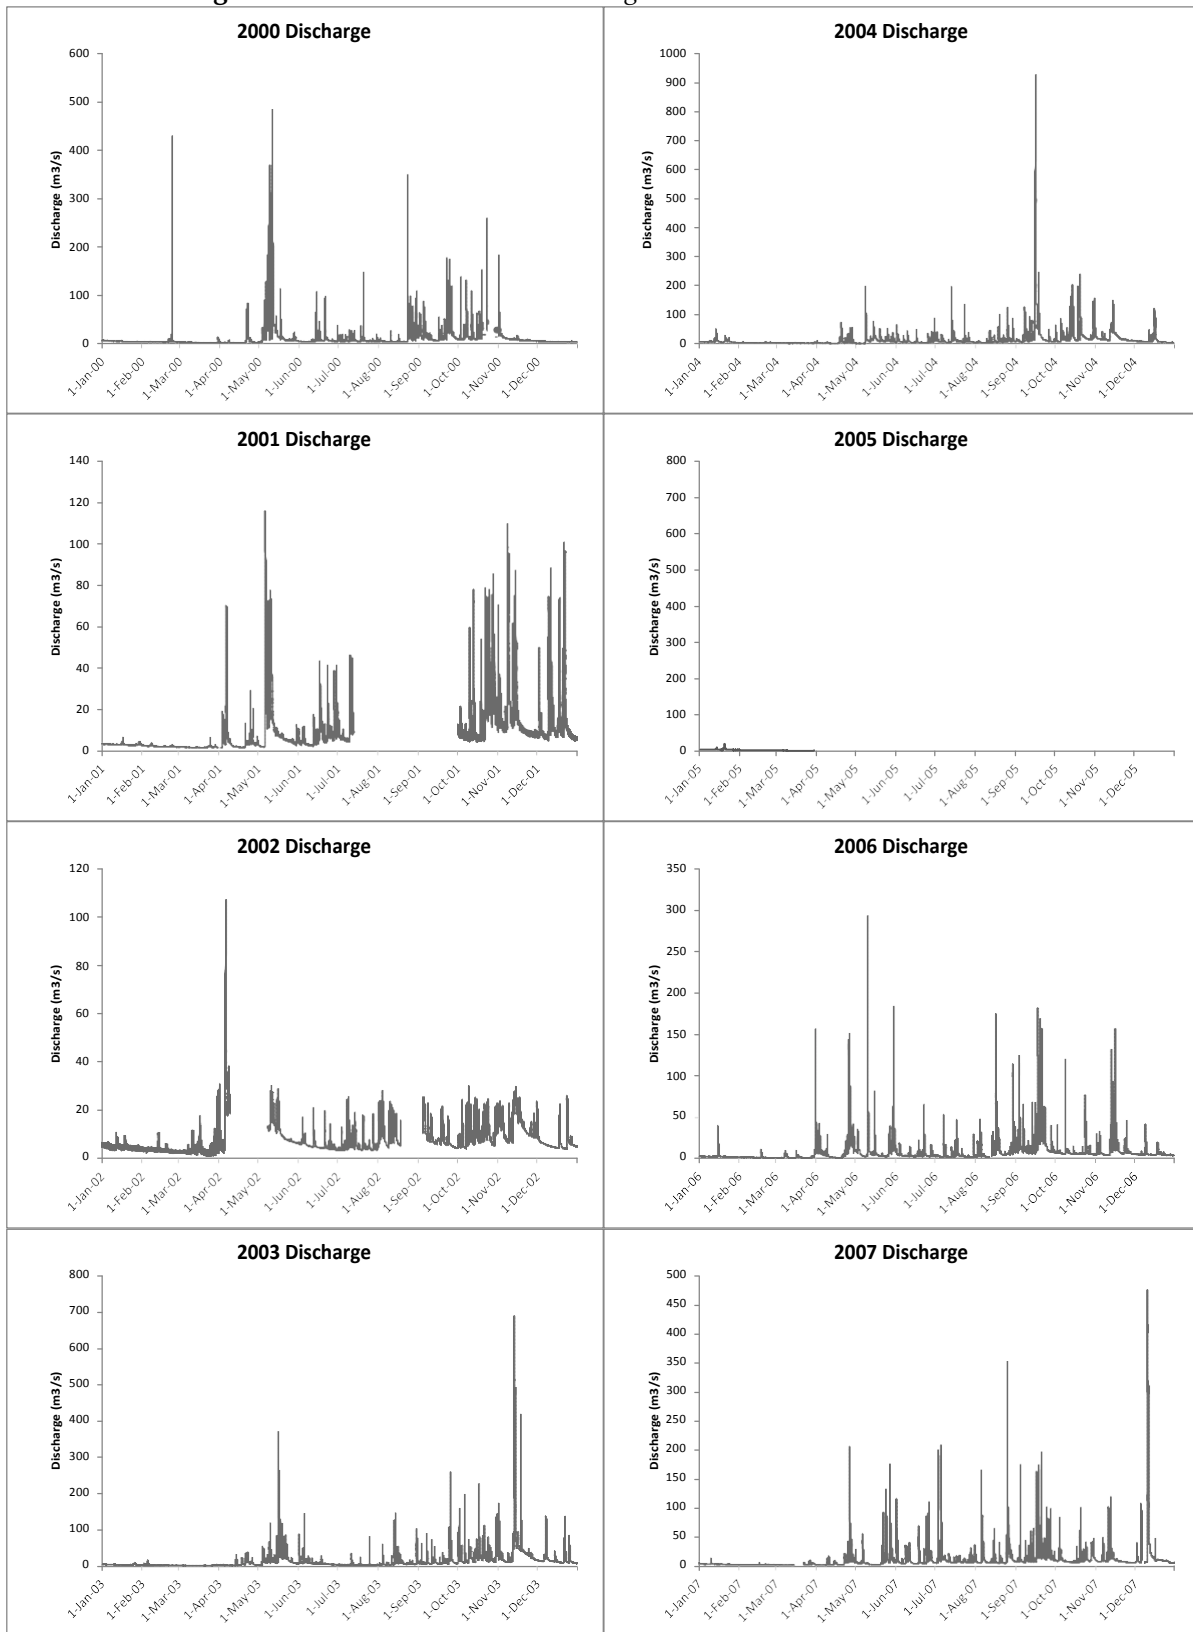 2000 Discharge
600
500
400
300
200
100
0
Discharge (m3/s)
1-Jan-00
1-Feb-00
1-Mar-00
1-Apr-00
1-May-00
1-Jun-00
1-Jul-00
1-Aug-00
1-Sep-00
1-Oct-00
1-Nov-00
1-Dec-00
2004 Discharge
1000
900
800
700
600
500
400
300
200
100
0
Discharge (m3/s)
1-Jan-04
1-Feb-04
1-Mar-04
1-Apr-04
1-May-04
1-Jun-04
1-Jul-04
1-Aug-04
1-Sep-04
1-Oct-04
1-Nov-04
1-Dec-04
2001 Discharge
140
120
100
80
60
40
20
0
Discharge (m3/s)
1-Jan-01
1-Feb-01
1-Mar-01
1-Apr-01
1-May-01
1-Jun-01
1-Jul-01
1-Aug-01
1-Sep-01
1-Oct-01
1-Nov-01
1-Dec-01
2005 Discharge
800
700
600
500
400
300
200
100
0
Discharge (m3/s)
1-Jan-05
1-Feb-05
1-Mar-05
1-Apr-05
1-May-05
1-Jun-05
1-Jul-05
1-Aug-05
1-Sep-05
1-Oct-05
1-Nov-05
1-Dec-05
2002 Discharge
120
100
80
60
40
20
0
Discharge (m3/s)
1-Jan-02
1-Feb-02
1-Mar-02
1-Apr-02
1-May-02
1-Jun-02
1-Jul-02
1-Aug-02
1-Sep-02
1-Oct-02
1-Nov-02
1-Dec-02
2006 Discharge
350
300
250
200
150
100
50
0
Discharge (m3/s)
1-Jan-06
1-Feb-06
1-Mar-06
1-Apr-06
1-May-06
1-Jun-06
1-Jul-06
1-Aug-06
1-Sep-06
1-Oct-06
1-Nov-06
1-Dec-06
2003 Discharge
800
700
600
500
400
300
200
100
0
Discharge (m3/s)
1-Jan-03
1-Feb-03
1-Mar-03
1-Apr-03
1-May-03
1-Jun-03
1-Jul-03
1-Aug-03
1-Sep-03
1-Oct-03
1-Nov-03
1-Dec-03
2007 Discharge
500
450
400
350
300
250
200
150
100
50
0
Discharge (m3/s)
1-Jan-07
1-Feb-07
1-Mar-07
1-Apr-07
1-May-07
1-Jun-07
1-Jul-07
1-Aug-07
1-Sep-07
1-Oct-07
1-Nov-07
1-Dec-07